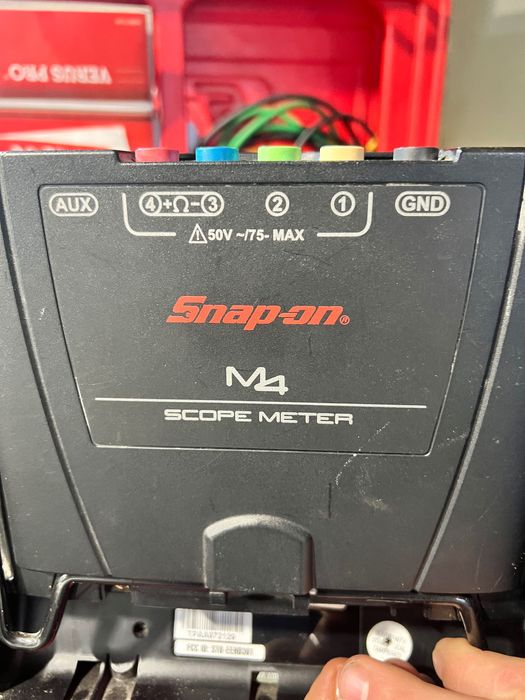 VERUS PRO
AUX
4 + Ω - 3
2
1
GND
⚠ 50V ~/75- MAX
Snap-on®
M4
SCOPE METER